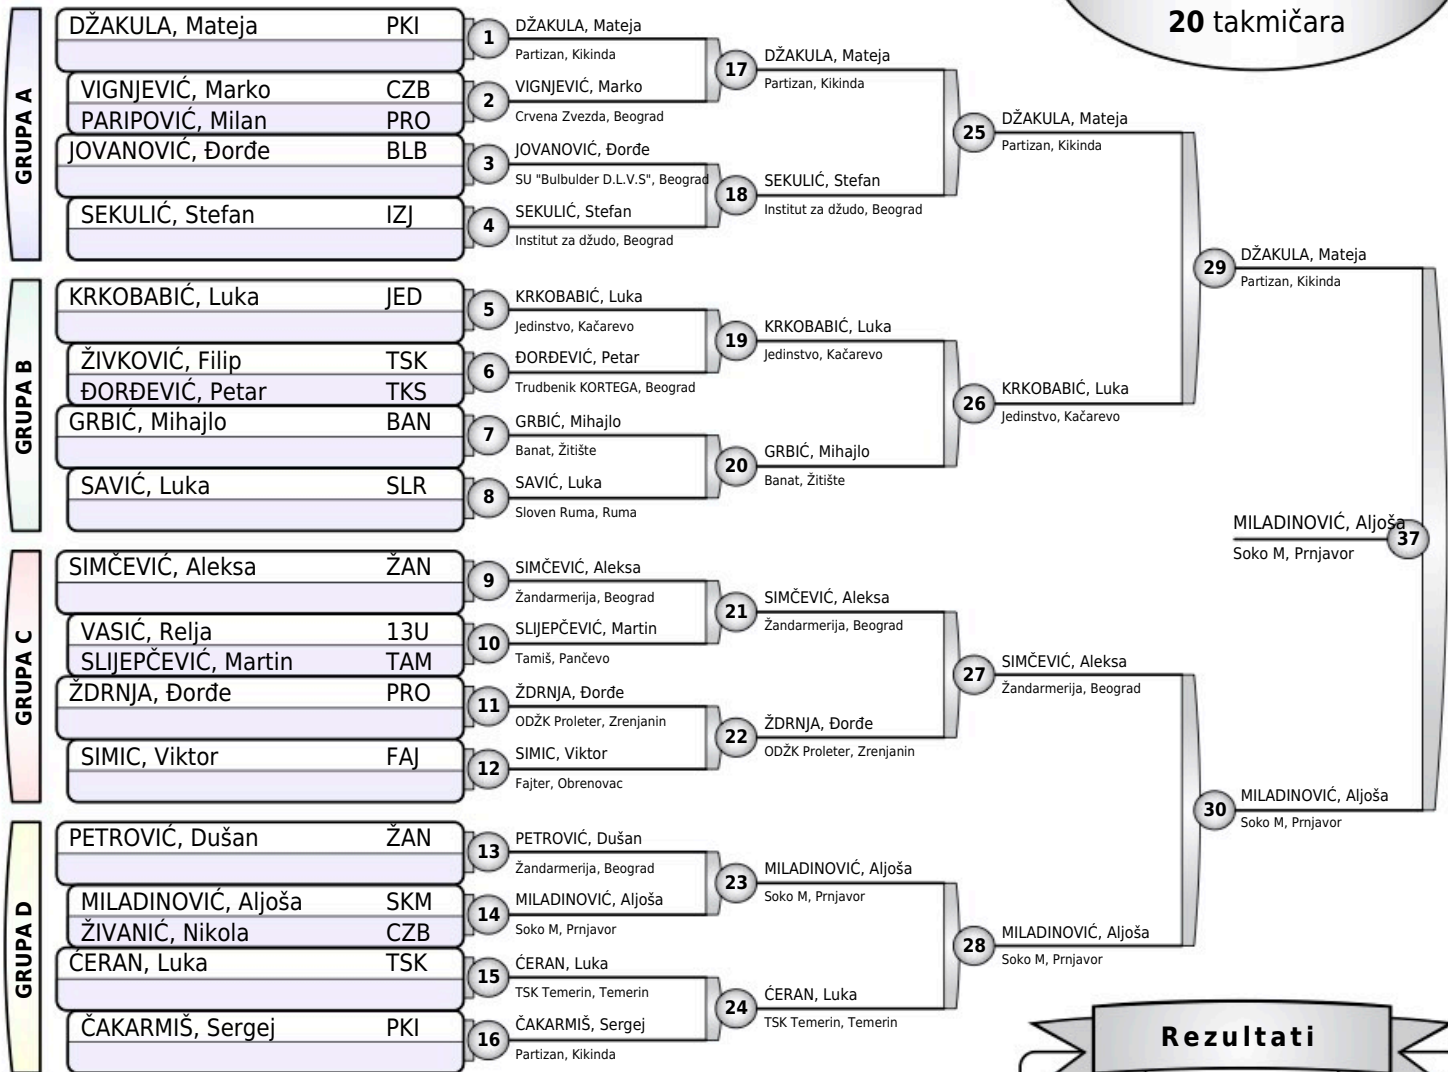 20 takmičara
GRUPA A
DŽAKULA, Mateja PKI
VIGNJEVIĆ, Marko CZB
PARIPOVIĆ, Milan PRO
JOVANOVIĆ, Đorđe BLB
SEKULIĆ, Stefan IZJ
GRUPA B
KRKOBABIĆ, Luka JED
ŽIVKOVIĆ, Filip TSK
ĐORĐEVIĆ, Petar TKS
GRBIĆ, Mihajlo BAN
SAVIĆ, Luka SLR
GRUPA C
SIMČEVIĆ, Aleksa ŽAN
VASIĆ, Relja 13U
SLIJEPČEVIĆ, Martin TAM
ŽDRNJA, Đorđe PRO
SIMIC, Viktor FAJ
GRUPA D
PETROVIĆ, Dušan ŽAN
MILADINOVIĆ, Aljoša SKM
ŽIVANIĆ, Nikola CZB
ĆERAN, Luka TSK
ČAKARMIŠ, Sergej PKI
1 DŽAKULA, Mateja
Partizan, Kikinda
2 VIGNJEVIĆ, Marko
Crvena Zvezda, Beograd
3 JOVANOVIĆ, Đorđe
SU "Bulbulder D.L.V.S", Beograd
4 SEKULIĆ, Stefan
Institut za džudo, Beograd
5 KRKOBABIĆ, Luka
Jedinstvo, Kačarevo
6 ĐORĐEVIĆ, Petar
Trudbenik KORTEGA, Beograd
7 GRBIĆ, Mihajlo
Banat, Žitište
8 SAVIĆ, Luka
Sloven Ruma, Ruma
9 SIMČEVIĆ, Aleksa
Žandarmerija, Beograd
10 SLIJEPČEVIĆ, Martin
Tamiš, Pančevo
11 ŽDRNJA, Đorđe
ODŽK Proleter, Zrenjanin
12 SIMIC, Viktor
Fajter, Obrenovac
13 PETROVIĆ, Dušan
Žandarmerija, Beograd
14 MILADINOVIĆ, Aljoša
Soko M, Prnjavor
15 ĆERAN, Luka
TSK Temerin, Temerin
16 ČAKARMIŠ, Sergej
Partizan, Kikinda
17 DŽAKULA, Mateja
Partizan, Kikinda
18 SEKULIĆ, Stefan
Institut za džudo, Beograd
19 KRKOBABIĆ, Luka
Jedinstvo, Kačarevo
20 GRBIĆ, Mihajlo
Banat, Žitište
21 SIMČEVIĆ, Aleksa
Žandarmerija, Beograd
22 ŽDRNJA, Đorđe
ODŽK Proleter, Zrenjanin
23 MILADINOVIĆ, Aljoša
Soko M, Prnjavor
24 ĆERAN, Luka
TSK Temerin, Temerin
25 DŽAKULA, Mateja
Partizan, Kikinda
26 KRKOBABIĆ, Luka
Jedinstvo, Kačarevo
27 SIMČEVIĆ, Aleksa
Žandarmerija, Beograd
28 MILADINOVIĆ, Aljoša
Soko M, Prnjavor
29 DŽAKULA, Mateja
Partizan, Kikinda
30 MILADINOVIĆ, Aljoša
Soko M, Prnjavor
MILADINOVIĆ, Aljoša 37
Soko M, Prnjavor
Rezultati